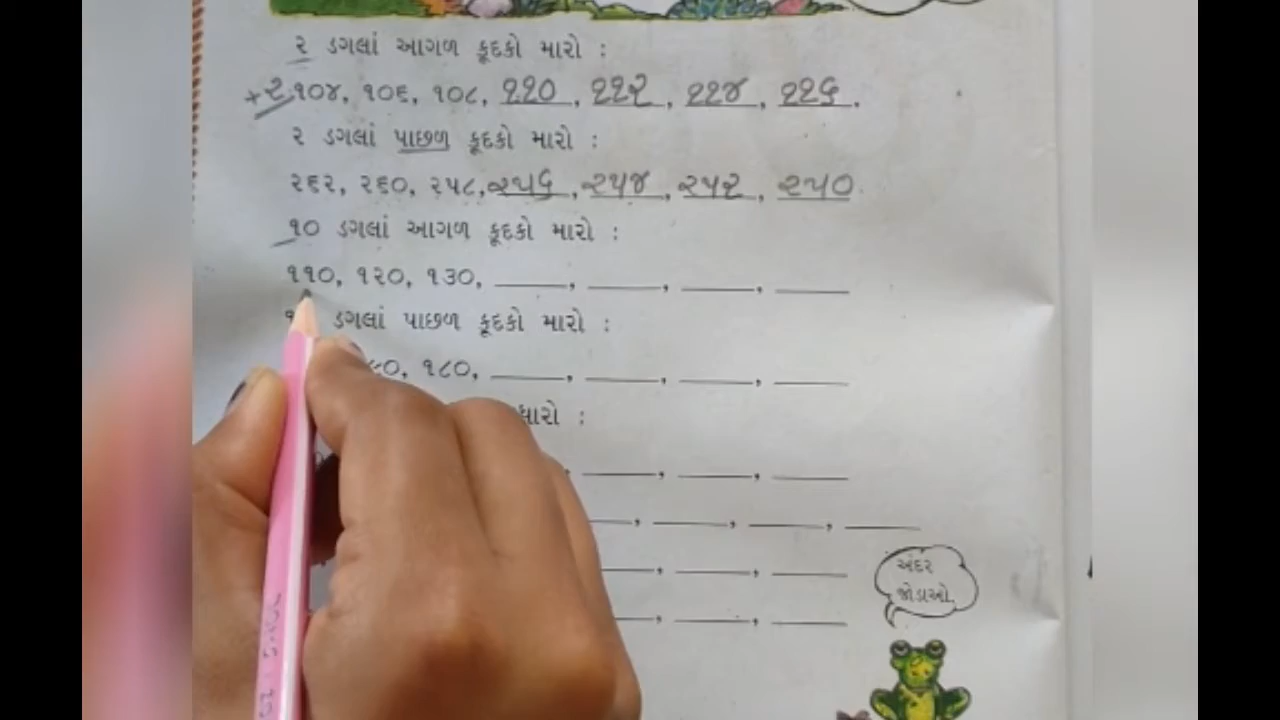 ૨ ડગલાં આગળ કૂદકો મારો :
+૨ ૧૦૪, ૧૦૬, ૧૦૮, ૧૧૦, ૧૧૨, ૧૧૪, ૧૧૬.
૨ ડગલાં પાછળ કૂદકો મારો :
૨૬૨, ૨૬૦, ૨૫૮, ૨૫૬, ૨૫૪, ૨૫૨, ૨૫૦
૧૦ ડગલાં આગળ કૂદકો મારો :
૧૧૦, ૧૨૦, ૧૩૦,
ડગલાં પાછળ કૂદકો મારો :
૧૮૦,
અંદર
જોડાઓ.